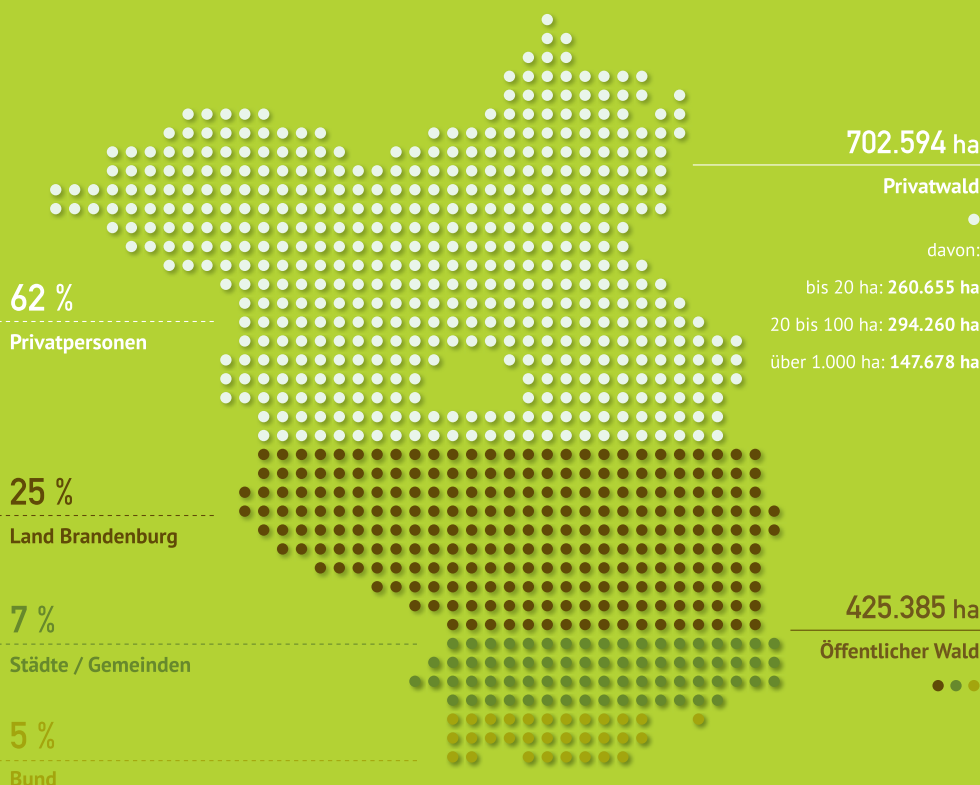 702.594 ha
Privatwald
davon:
bis 20 ha: 260.655 ha
20 bis 100 ha: 294.260 ha
über 1.000 ha: 147.678 ha
62 %
Privatpersonen
25 %
Land Brandenburg
7 %
Städte / Gemeinden
5 %
Bund
425.385 ha
Öffentlicher Wald